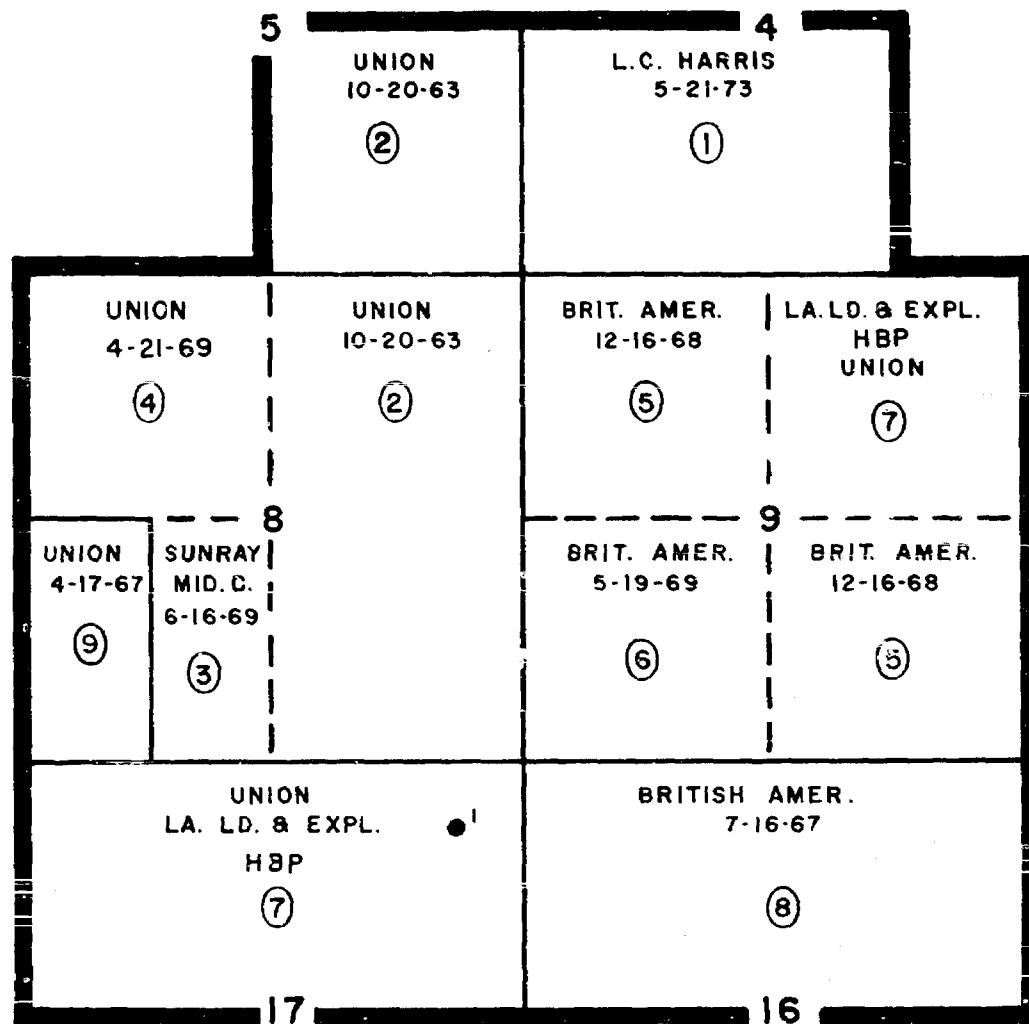 5
4
UNION
10-20-63
2
L.C. HARRIS
5-21-73
1
UNION
4-21-69
4
UNION
10-20-63
2
BRIT. AMER.
12-16-68
5
LA. LD. & EXPL.
HBP
UNION
7
8
9
UNION
4-17-67
9
SUNRAY
MID. C.
6-16-69
3
BRIT. AMER.
5-19-69
6
BRIT. AMER.
12-16-68
5
UNION
LA. LD. & EXPL.
HBP
7
1
BRITISH AMER.
7-16-67
8
17
16